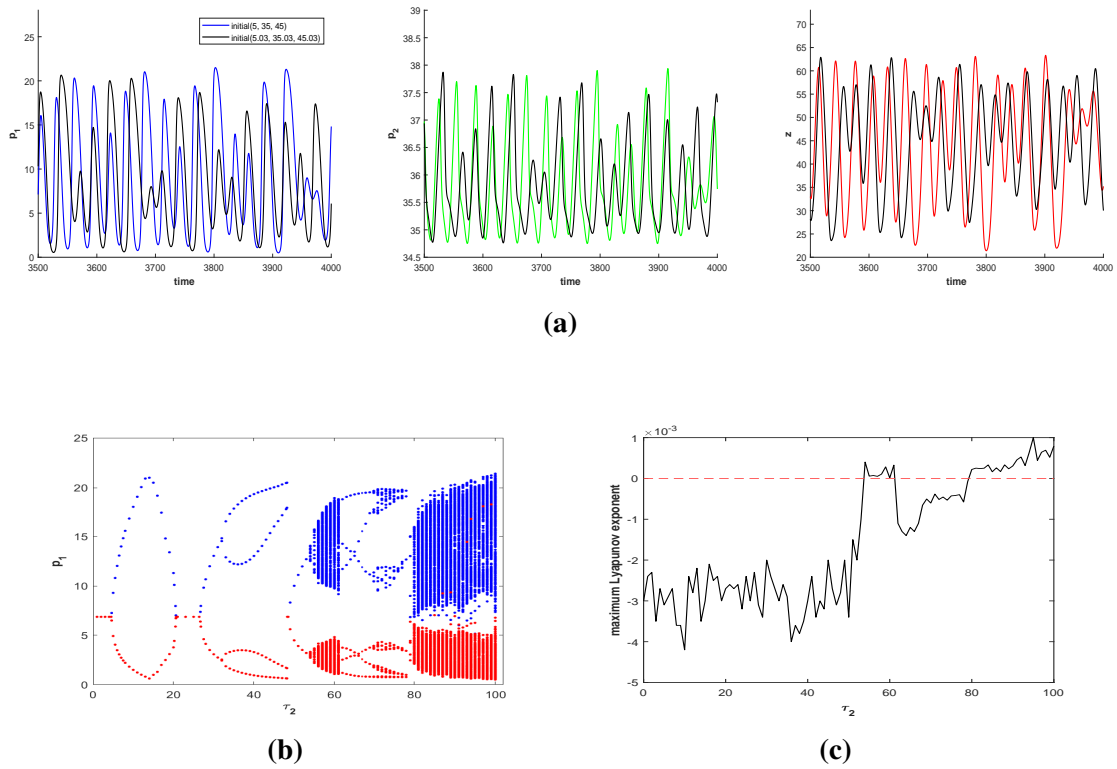 initial(5, 35, 45)
initial(5.03, 35.03, 45.03)
25
20
15
10
5
0
p1
3500 3600 3700 3800 3900 4000
time
39
38.5
38
37.5
37
36.5
36
35.5
35
34.5
p2
3500 3600 3700 3800 3900 4000
time
70
65
60
55
50
45
40
35
30
25
20
z
3500 3600 3700 3800 3900 4000
time
(a)
25
20
15
10
5
0
p1
0 20 40 60 80 100
τ2
(b)
× 10-3
1
0
-1
-2
-3
-4
-5
maximum Lyapunov exponent
0 20 40 60 80 100
τ2
(c)